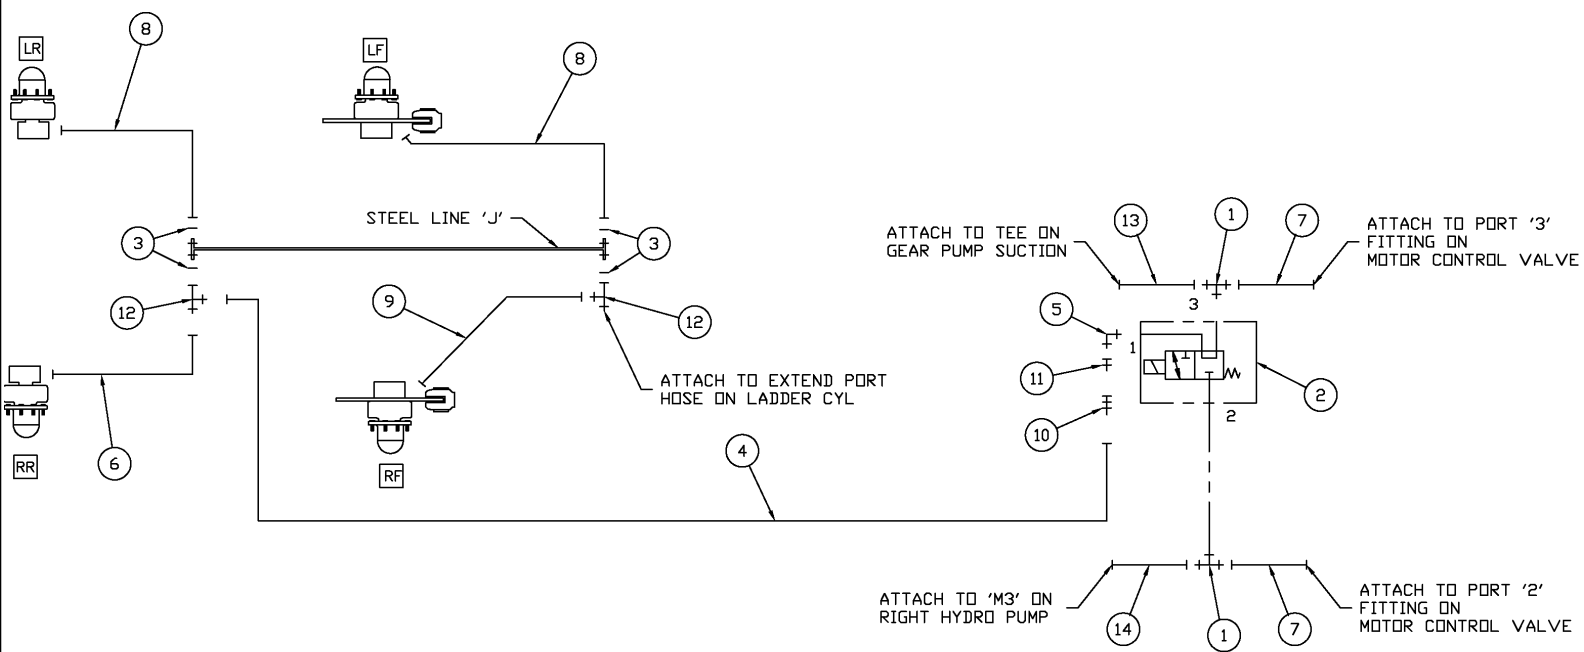 8
LR
LF
8
STEEL LINE 'J'
3
3
13
1
7
ATTACH TO TEE ON
GEAR PUMP SUCTION
ATTACH TO PORT '3'
FITTING ON
MOTOR CONTROL VALVE
3
12
9
12
5
1
11
2
2
10
ATTACH TO EXTEND PORT
HOSE ON LADDER CYL
6
RR
RF
4
ATTACH TO 'M3' ON
RIGHT HYDRO PUMP
14
1
7
ATTACH TO PORT '2'
FITTING ON
MOTOR CONTROL VALVE